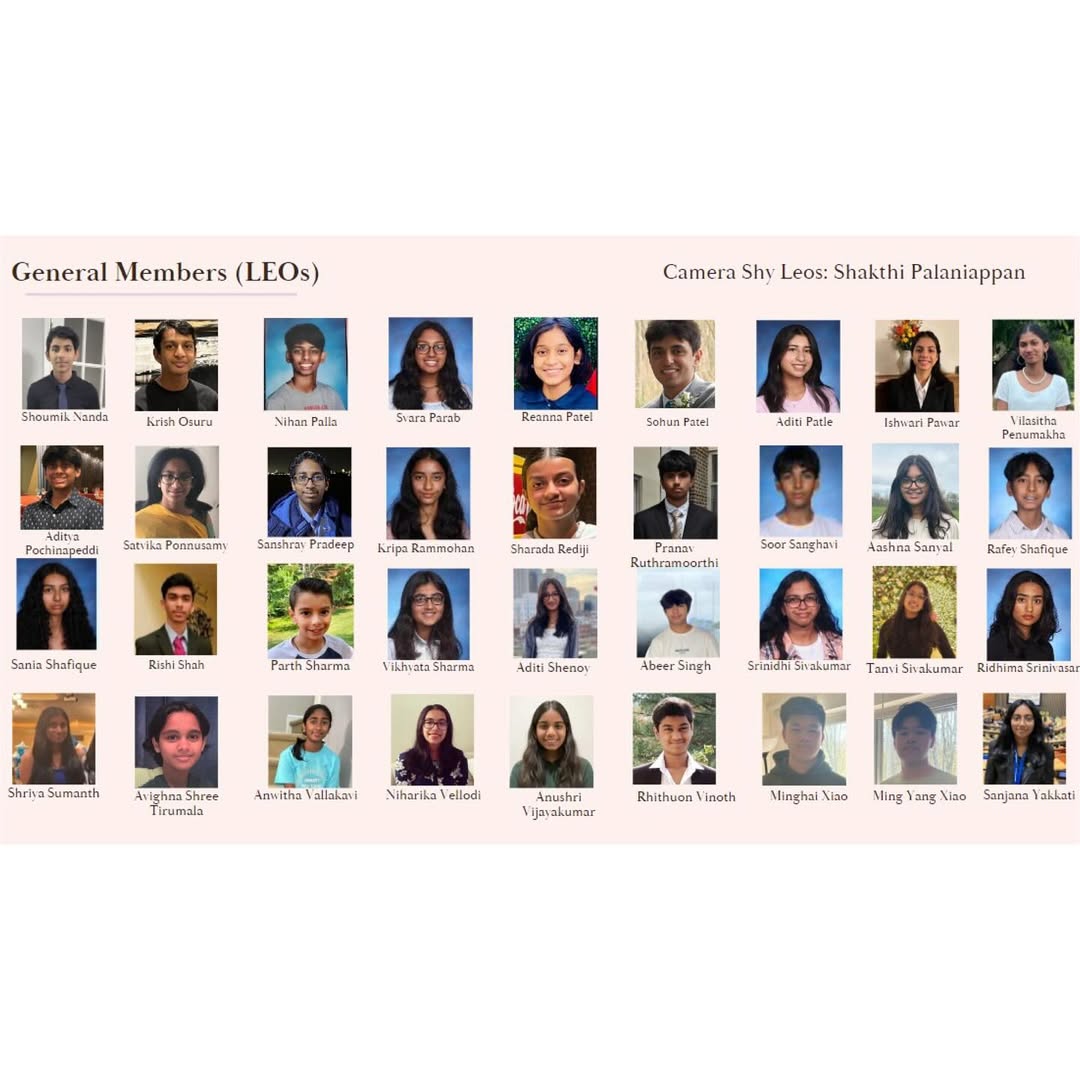 General Members (LEOs)
Camera Shy Leos: Shakthi Palaniappan
Shoumik Nanda
Krish Osuru
Nihan Palla
Svara Parab
Reanna Patel
Sohun Patel
Aditi Patle
Ishwari Pawar
Vilasitha
Penumakha
Aditya
Pochinapeddi
Satvika Ponnusamy
Sanshray Pradeep
Kripa Rammohan
Sharada Rediji
Pranav
Ruthramoorthi
Soor Sanghavi
Aashna Sanyal
Rafey Shafique
Sania Shafique
Rishi Shah
Parth Sharma
Vikhyata Sharma
Aditi Shenoy
Abeer Singh
Srinidhi Sivakumar
Tanvi Sivakumar
Ridhima Srinivasan
Shriya Sumanth
Avighna Shree
Tirumala
Anwitha Vallakavi
Niharika Vellodi
Anushri
Vijayakumar
Rhithuon Vinoth
Minghai Xiao
Ming Yang Xiao
Sanjana Yakkati